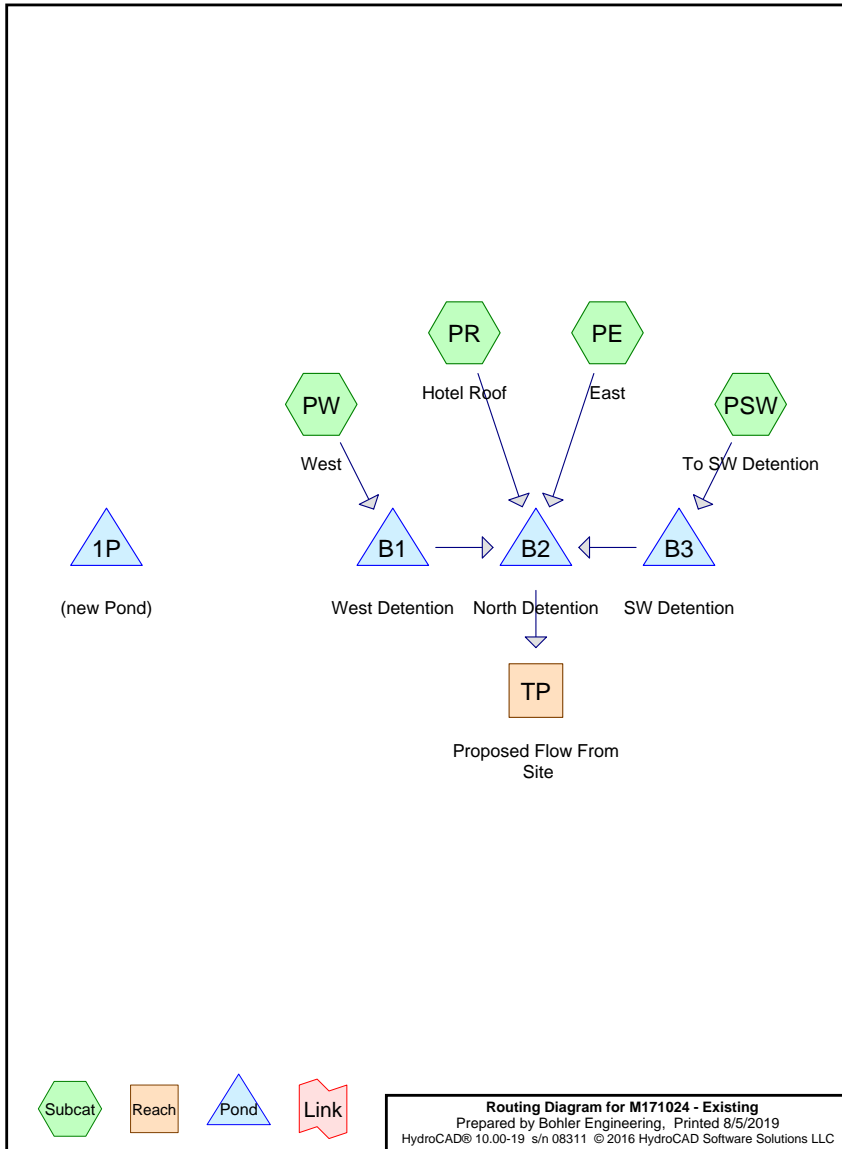 PR
PE
Hotel Roof
East
PW
PSW
West
To SW Detention
1P
B1
B2
B3
(new Pond)
West Detention
North Detention
SW Detention
TP
Proposed Flow From
Site
Subcat
Reach
Pond
Link
Routing Diagram for M171024 - Existing
Prepared by Bohler Engineering, Printed 8/5/2019
HydroCAD® 10.00-19 s/n 08311 © 2016 HydroCAD Software Solutions LLC